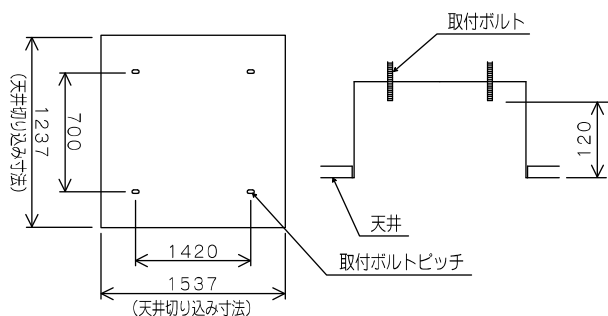 取付ボルト
(天井切り込み寸法)
1237
700
120
天井
1420
取付ボルトピッチ
1537
(天井切り込み寸法)